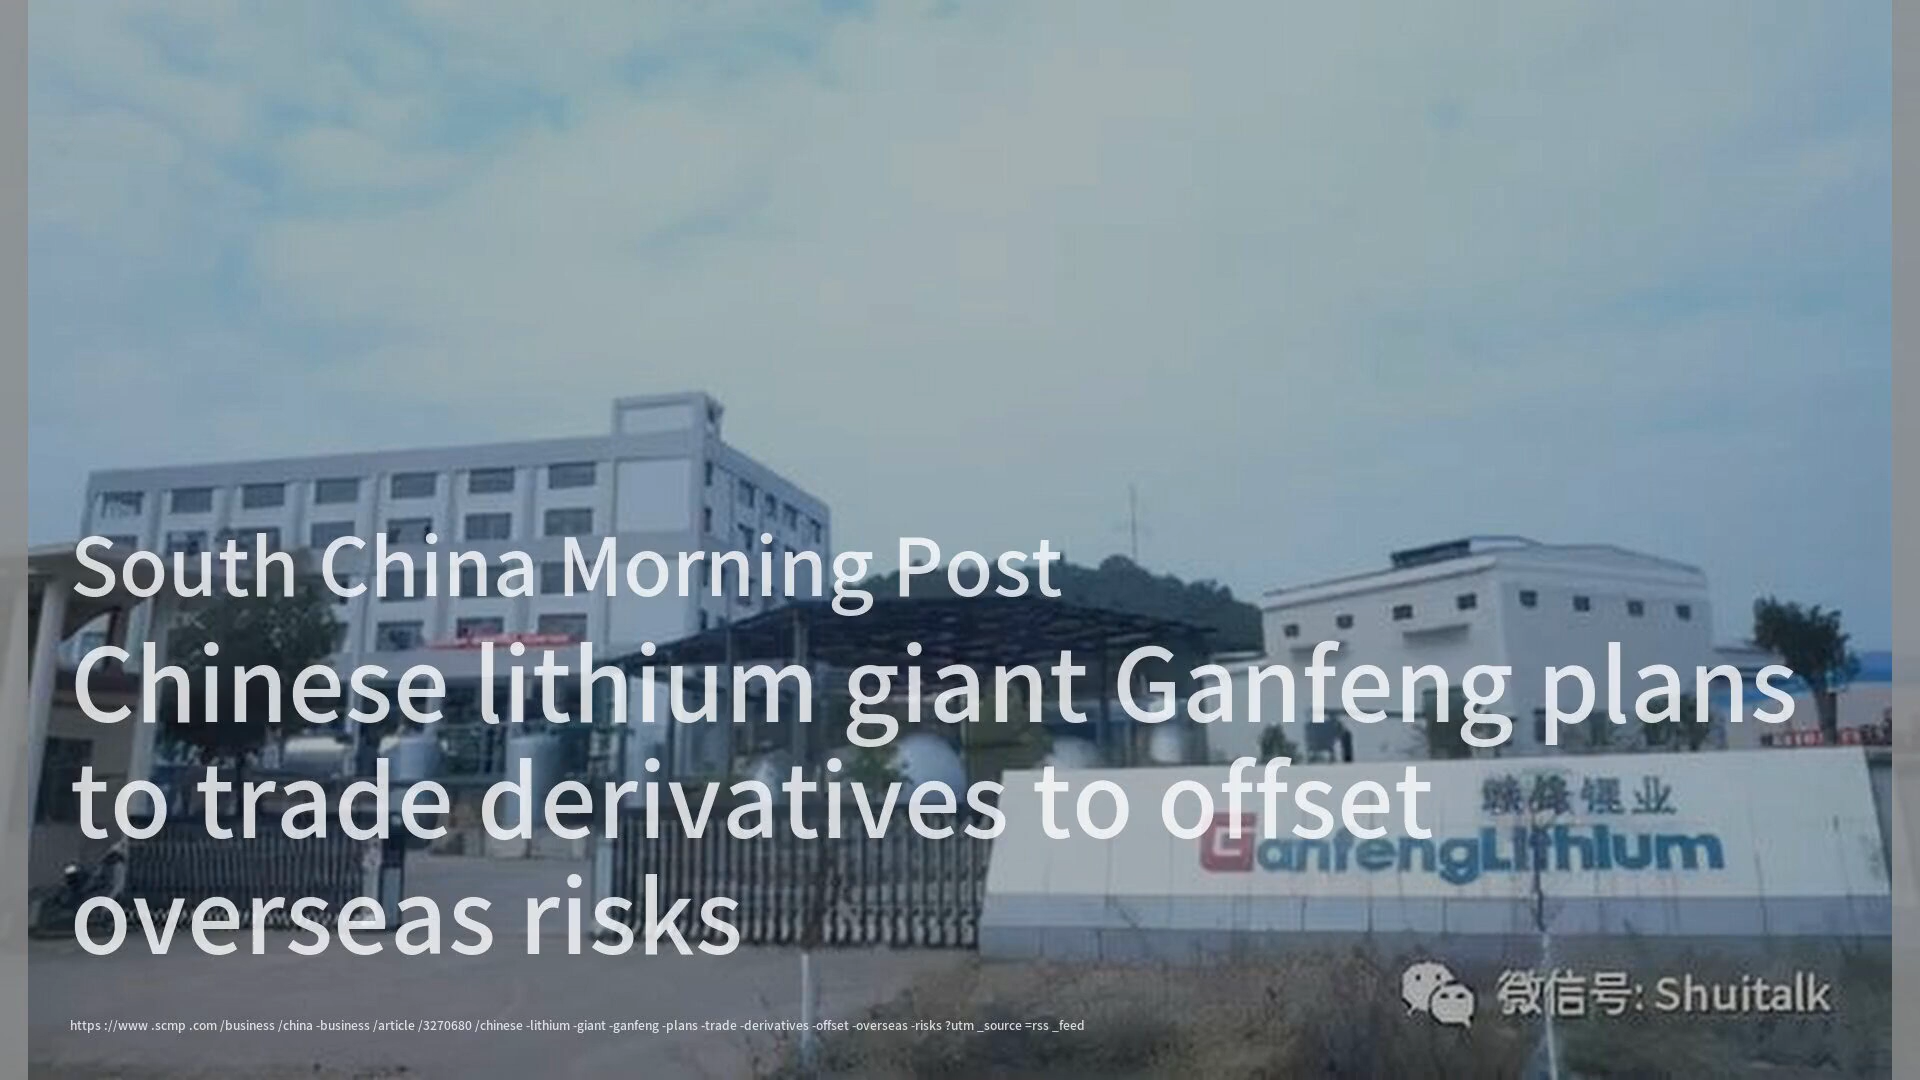 South China Morning Post
Chinese lithium giant Ganfeng plans
to trade derivatives to offset
overseas risks
赣锋锂业
GanfengLithium
微信号: Shuitalk
https ://www .scmp .com /business /china -business /article /3270680 /chinese -lithium -giant -ganfeng -plans -trade -derivatives -offset -overseas -risks ?utm _source =rss _feed